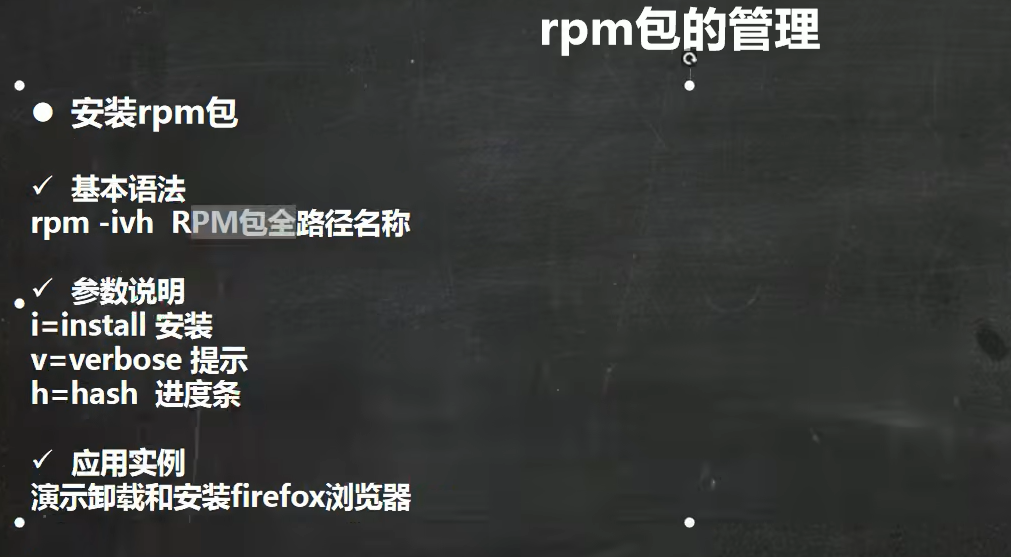 rpm包的管理
● 安装rpm包
✓ 基本语法
rpm -ivh RPM包全路径名称
✓ 参数说明
i=install 安装
v=verbose 提示
h=hash 进度条
✓ 应用实例
演示卸载和安装firefox浏览器